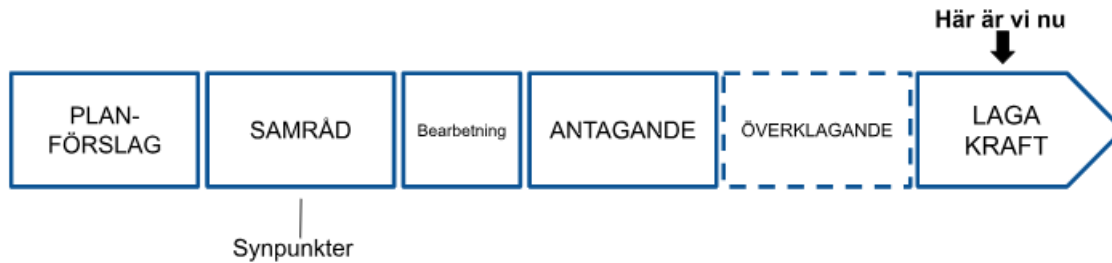 Här är vi nu
PLAN-
FÖRSLAG
SAMRÅD
Bearbetning
ANTAGANDE
ÖVERKLAGANDE
LAGA
KRAFT
Synpunkter